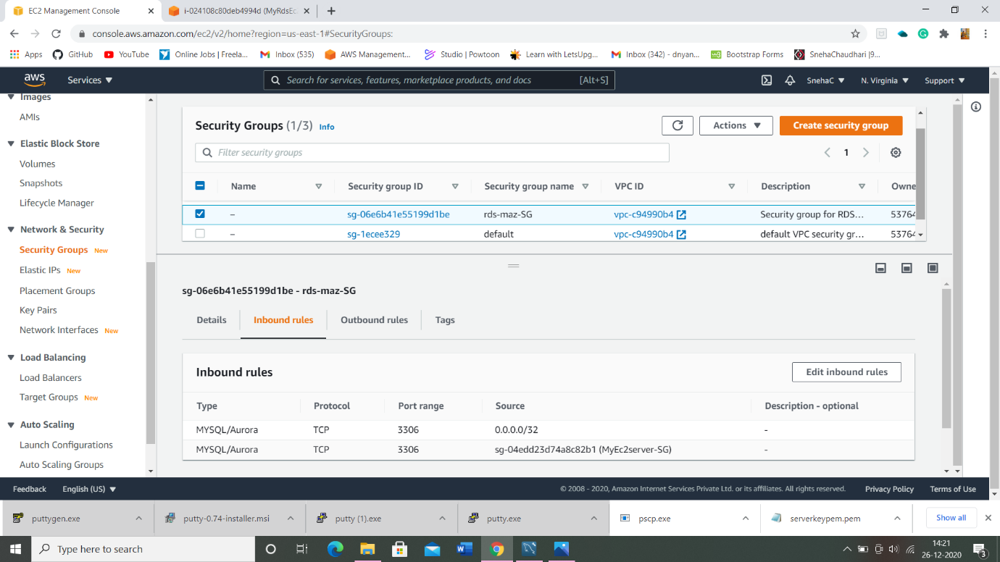 EC2 Management Console
i-024108c80deb4994d (MyRdsEc
console.aws.amazon.com/ec2/v2/home?region=us-east-1#SecurityGroups:
Apps GitHub YouTube Online Jobs | Freela... Inbox (535) AWS Management... Studio | Powtoon Learn with LetsUpg... Inbox (342) - dnyan... Bootstrap Forms SnehaChaudhari |9...
aws Services Search for services, features, marketplace products, and docs [Alt+S] SnehaC N. Virginia Support
Images
AMIs
Elastic Block Store
Volumes
Snapshots
Lifecycle Manager
Network & Security
Security Groups New
Elastic IPs New
Placement Groups
Key Pairs
Network Interfaces New
Load Balancing
Load Balancers
Target Groups New
Auto Scaling
Launch Configurations
Auto Scaling Groups
Security Groups (1/3) Info Actions Create security group
Filter security groups 1
Name Security group ID Security group name VPC ID Description Owne
– sg-06e6b41e55199d1be rds-maz-SG vpc-c94990b4 Security group for RDS... 53764
– sg-1ecee329 default vpc-c94990b4 default VPC security gr... 53764
sg-06e6b41e55199d1be - rds-maz-SG
Details Inbound rules Outbound rules Tags
Inbound rules Edit inbound rules
Type Protocol Port range Source Description - optional
MYSQL/Aurora TCP 3306 0.0.0.0/32 -
MYSQL/Aurora TCP 3306 sg-04edd23d74a8c82b1 (MyEc2server-SG) -
Feedback English (US) © 2008 - 2020, Amazon Internet Services Private Ltd. or its affiliates. All rights reserved. Privacy Policy Terms of Use
puttygen.exe putty-0.74-installer.msi putty (1).exe putty.exe pscp.exe serverkeypem.pem Show all
Type here to search
14:21
26-12-2020
3